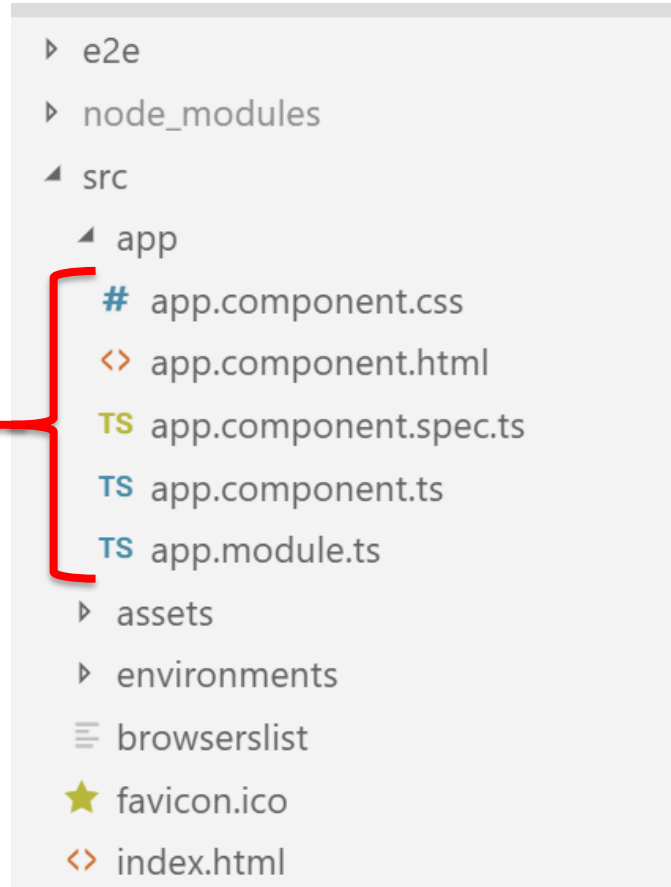 e2e
node_modules
src
app
# app.component.css
<> app.component.html
TS app.component.spec.ts
TS app.component.ts
TS app.module.ts
assets
environments
browserslist
favicon.ico
<> index.html